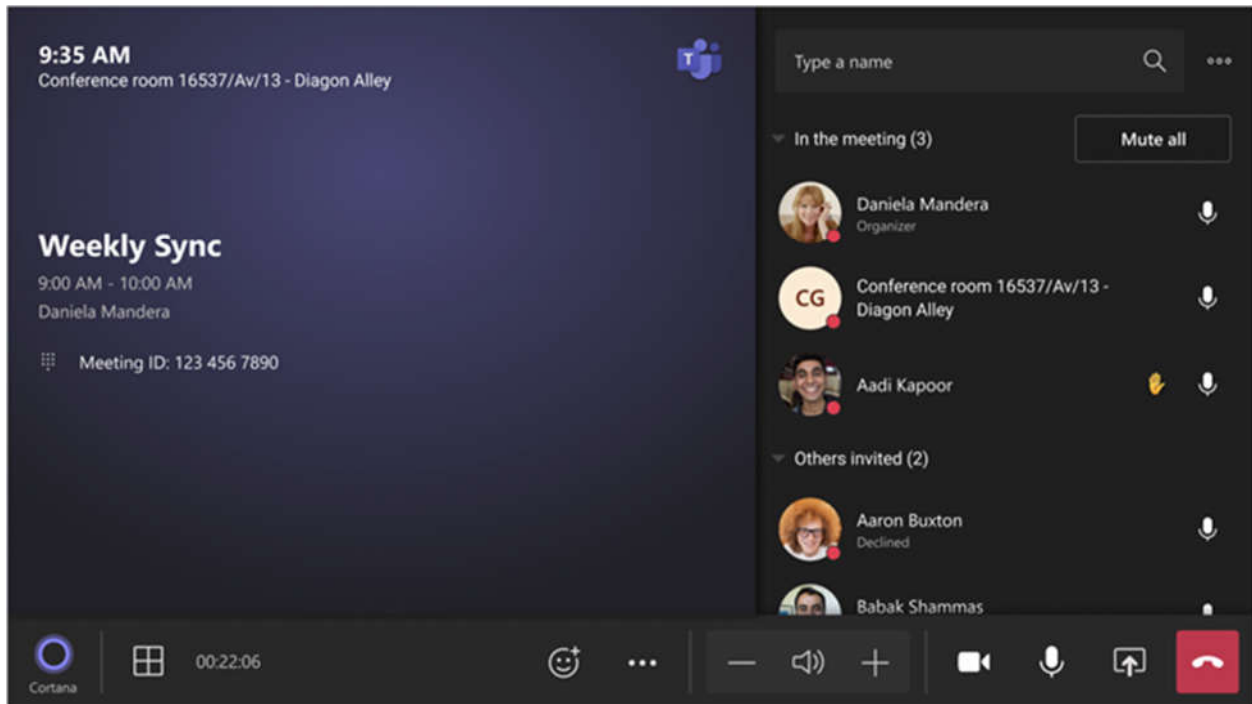 9:35 AM
Conference room 16537/Av/13 - Diagon Alley
T
Weekly Sync
9:00 AM - 10:00 AM
Daniela Mandera
Meeting ID: 123 456 7890
Type a name
In the meeting (3)
Mute all
Daniela Mandera
Organizer
CG
Conference room 16537/Av/13 -
Diagon Alley
Aadi Kapoor
Others invited (2)
Aaron Buxton
Declined
Babak Shammas
Cortana
00:22:06